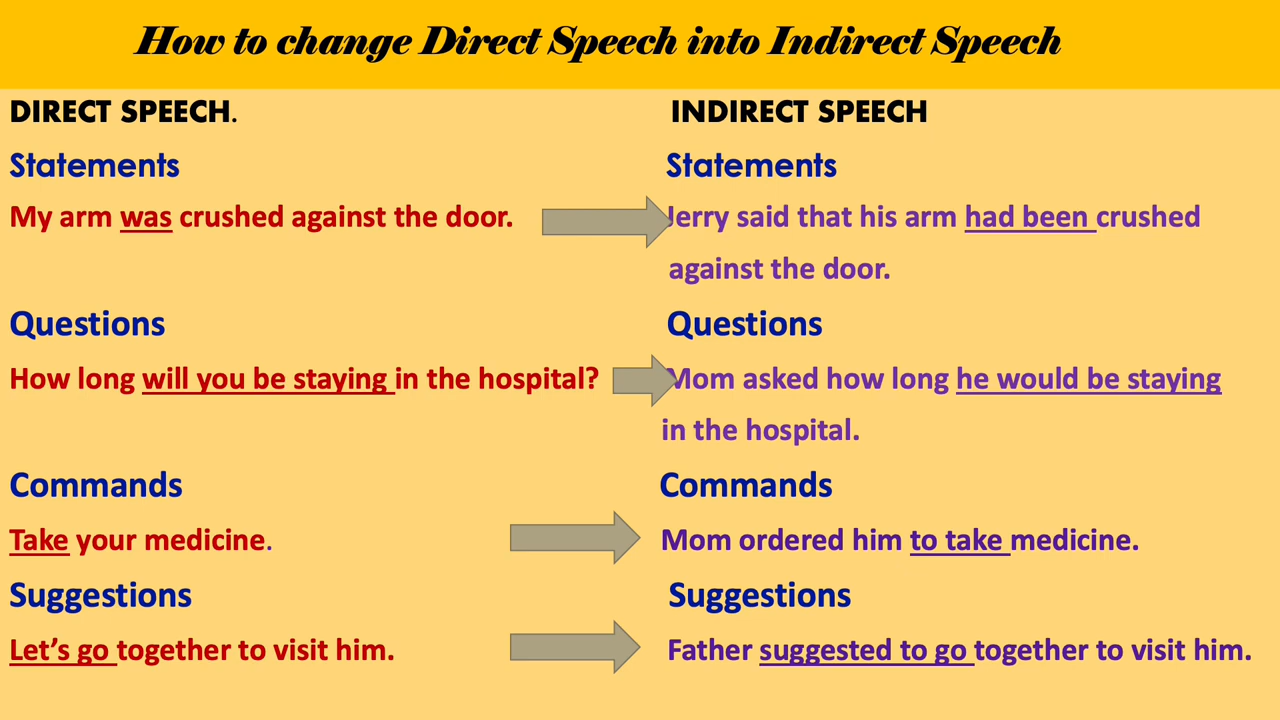 How to change Direct Speech into Indirect Speech
DIRECT SPEECH.
INDIRECT SPEECH
Statements
Statements
My arm was crushed against the door.
Jerry said that his arm had been crushed
against the door.
Questions
Questions
How long will you be staying in the hospital?
Mom asked how long he would be staying
in the hospital.
Commands
Commands
Take your medicine.
Mom ordered him to take medicine.
Suggestions
Suggestions
Let’s go together to visit him.
Father suggested to go together to visit him.